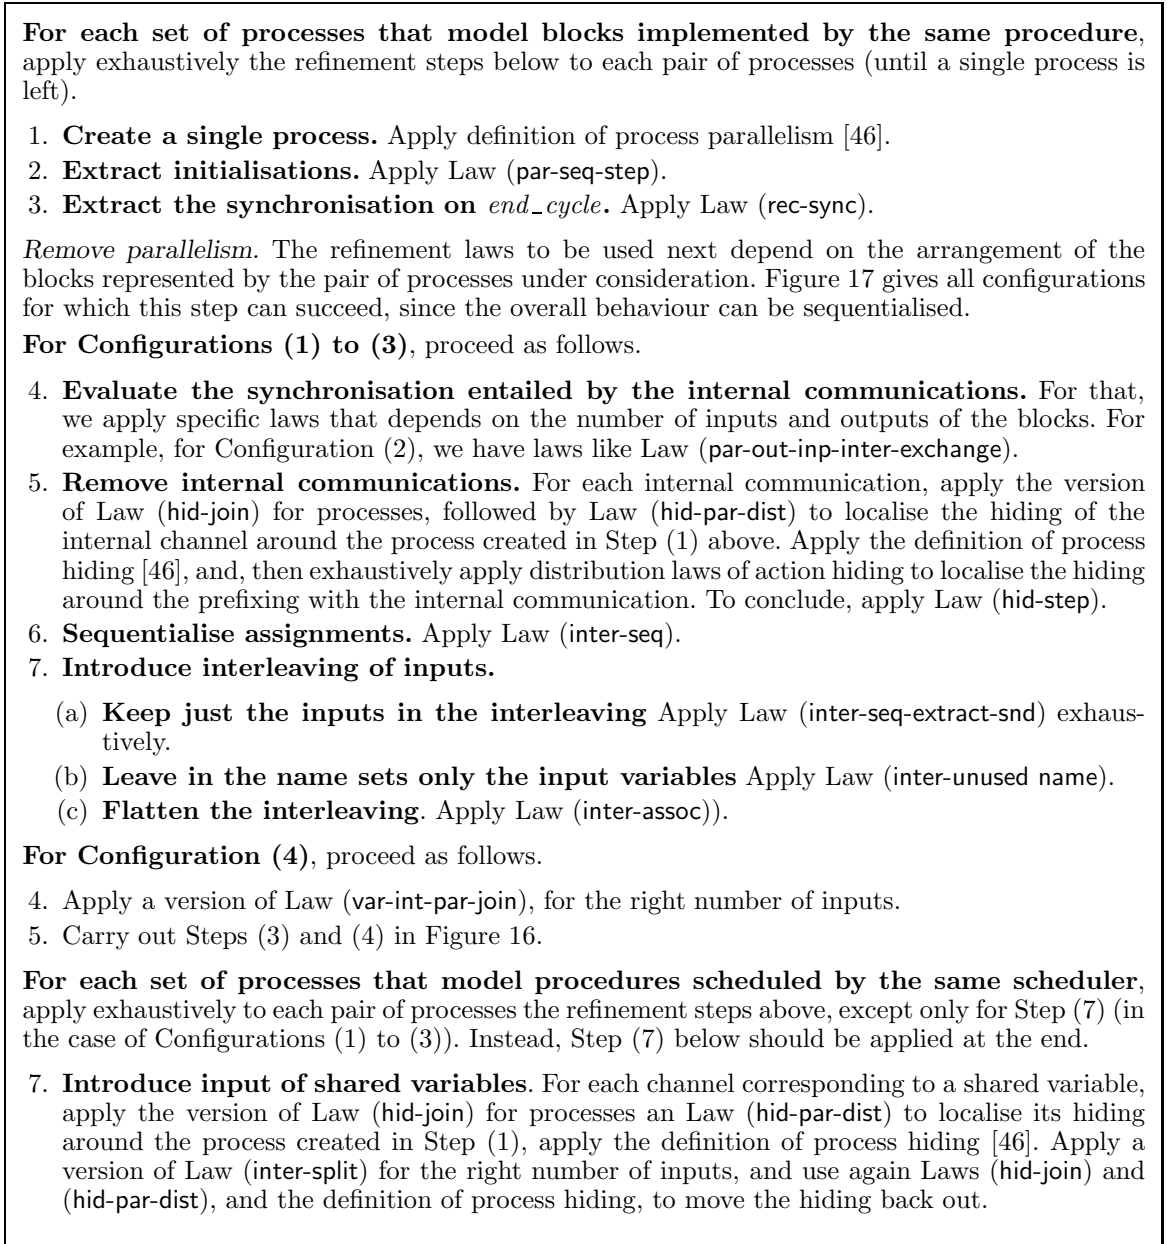 For each set of processes that model blocks implemented by the same procedure,
apply exhaustively the refinement steps below to each pair of processes (until a single process is
left).
1. Create a single process. Apply definition of process parallelism [46].
2. Extract initialisations. Apply Law (par-seq-step).
3. Extract the synchronisation on end_cycle. Apply Law (rec-sync).
Remove parallelism. The refinement laws to be used next depend on the arrangement of the
blocks represented by the pair of processes under consideration. Figure 17 gives all configurations
for which this step can succeed, since the overall behaviour can be sequentialised.
For Configurations (1) to (3), proceed as follows.
4. Evaluate the synchronisation entailed by the internal communications. For that,
we apply specific laws that depends on the number of inputs and outputs of the blocks. For
example, for Configuration (2), we have laws like Law (par-out-inp-inter-exchange).
5. Remove internal communications. For each internal communication, apply the version
of Law (hid-join) for processes, followed by Law (hid-par-dist) to localise the hiding of the
internal channel around the process created in Step (1) above. Apply the definition of process
hiding [46], and, then exhaustively apply distribution laws of action hiding to localise the hiding
around the prefixing with the internal communication. To conclude, apply Law (hid-step).
6. Sequentialise assignments. Apply Law (inter-seq).
7. Introduce interleaving of inputs.
(a) Keep just the inputs in the interleaving Apply Law (inter-seq-extract-snd) exhaus-
tively.
(b) Leave in the name sets only the input variables Apply Law (inter-unused name).
(c) Flatten the interleaving. Apply Law (inter-assoc)).
For Configuration (4), proceed as follows.
4. Apply a version of Law (var-int-par-join), for the right number of inputs.
5. Carry out Steps (3) and (4) in Figure 16.
For each set of processes that model procedures scheduled by the same scheduler,
apply exhaustively to each pair of processes the refinement steps above, except only for Step (7) (in
the case of Configurations (1) to (3)). Instead, Step (7) below should be applied at the end.
7. Introduce input of shared variables. For each channel corresponding to a shared variable,
apply the version of Law (hid-join) for processes an Law (hid-par-dist) to localise its hiding
around the process created in Step (1), apply the definition of process hiding [46]. Apply a
version of Law (inter-split) for the right number of inputs, and use again Laws (hid-join) and
(hid-par-dist), and the definition of process hiding, to move the hiding back out.